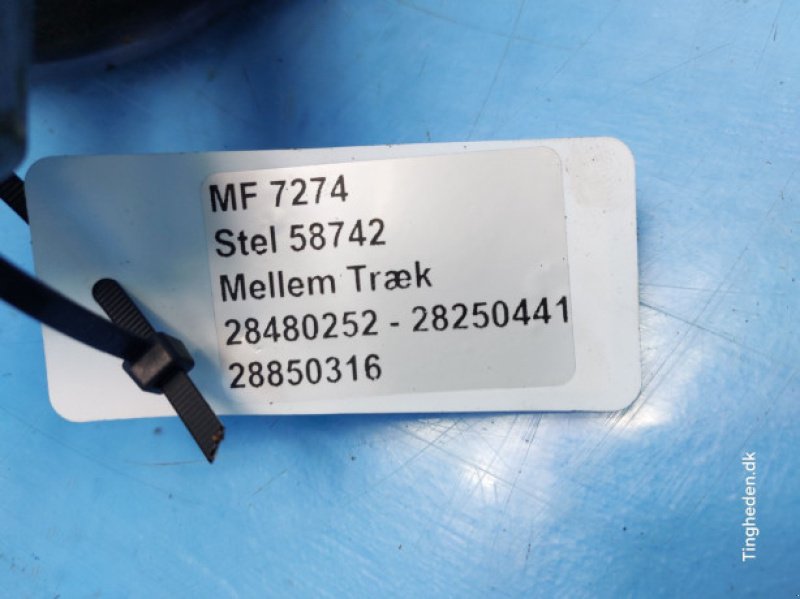 MF 7274
Stel 58742
Mellem Træk
28480252 - 28250441
28850316
Tingheden.dk